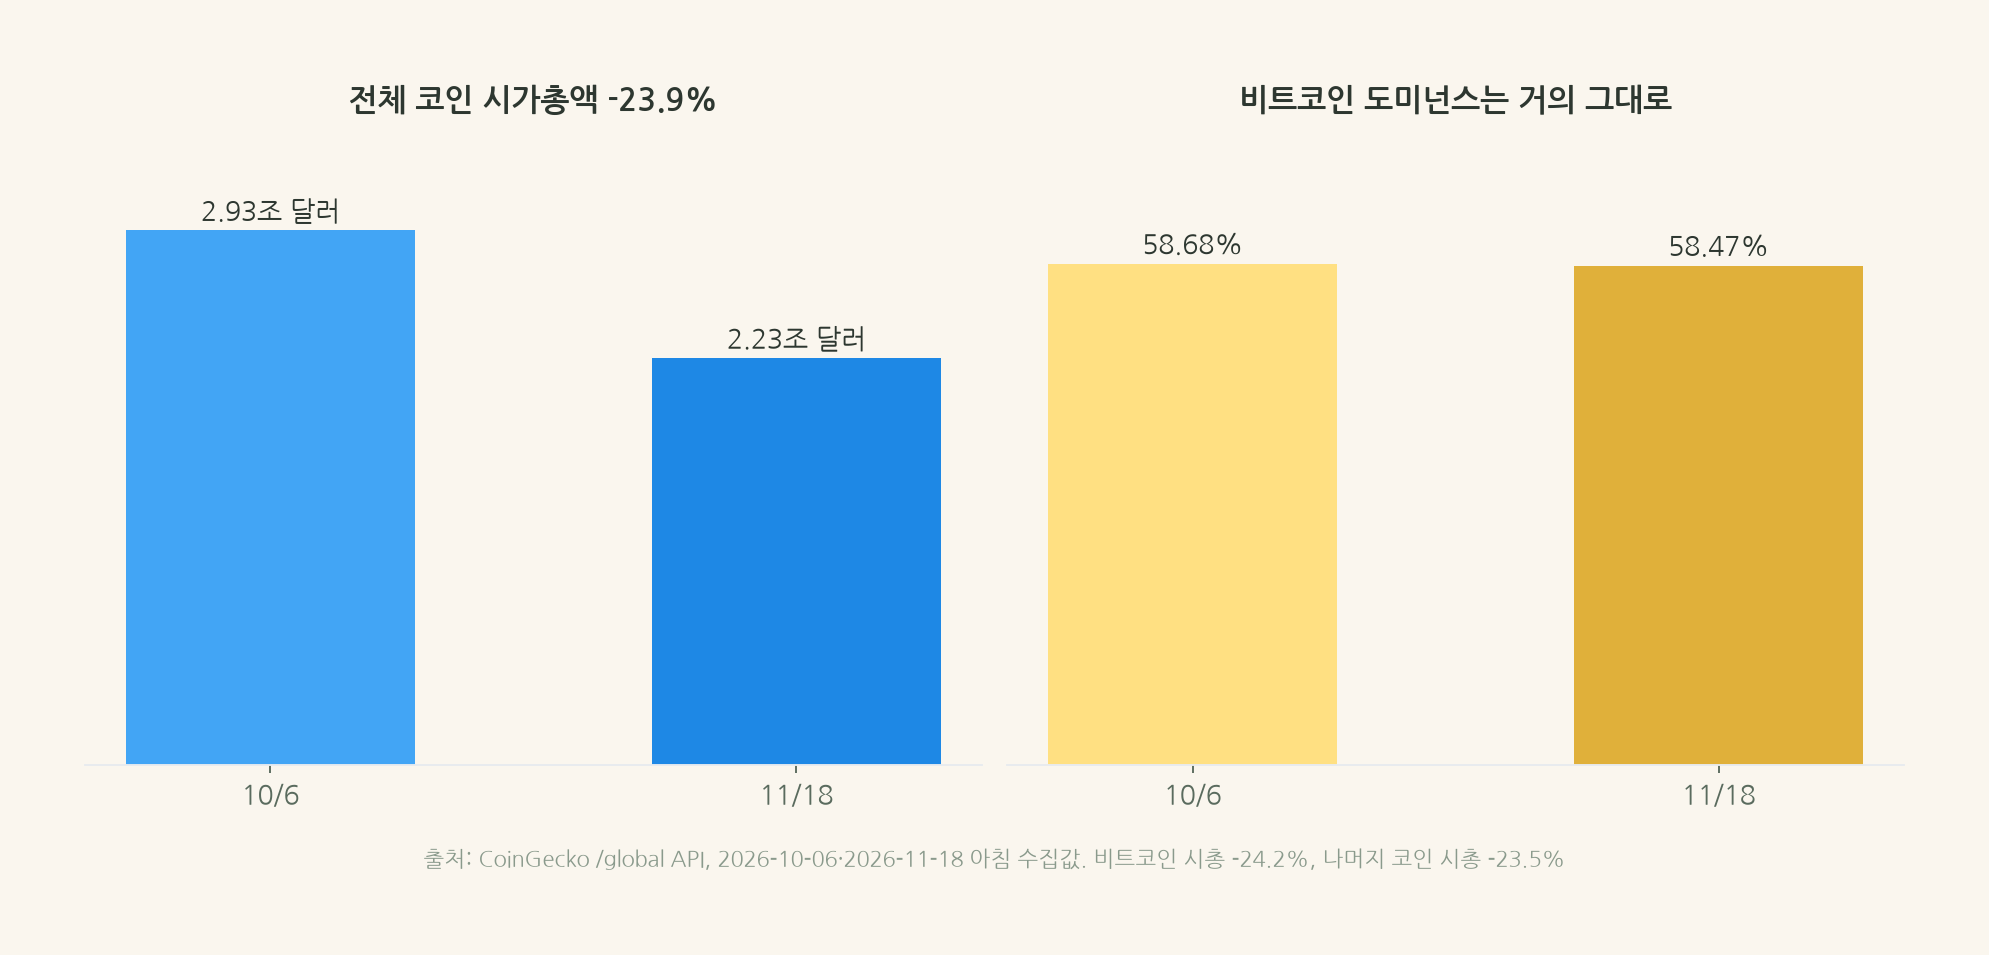 전체 코인 시가총액 -23.9%
2.93조 달러
2.23조 달러
10/6
11/18
비트코인 도미넌스는 거의 그대로
58.68%
58.47%
10/6
11/18
출처: CoinGecko /global API, 2026-10-06·2026-11-18 아침 수집값. 비트코인 시총 -24.2%, 나머지 코인 시총 -23.5%